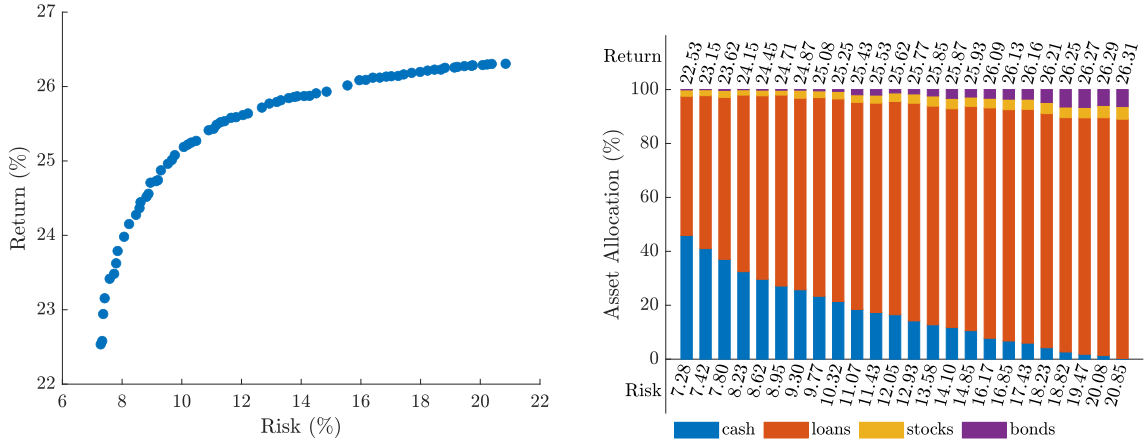 27
26
25
24
23
22
Return (%)
6 8 10 12 14 16 18 20 22
Risk (%)
Return
22.53 23.15 23.62 24.15 24.45 24.71 24.87 25.08 25.25 25.43 25.53 25.62 25.77 25.85 25.87 25.93 26.09 26.13 26.16 26.21 26.25 26.27 26.29 26.31
100
80
60
40
20
0
Asset Allocation (%)
Risk
7.28 7.42 7.80 8.23 8.62 8.95 9.30 9.77 10.32 11.07 11.43 12.05 12.93 13.58 14.10 14.85 16.17 16.85 17.43 18.23 18.82 19.47 20.08 20.85
cash loans stocks bonds